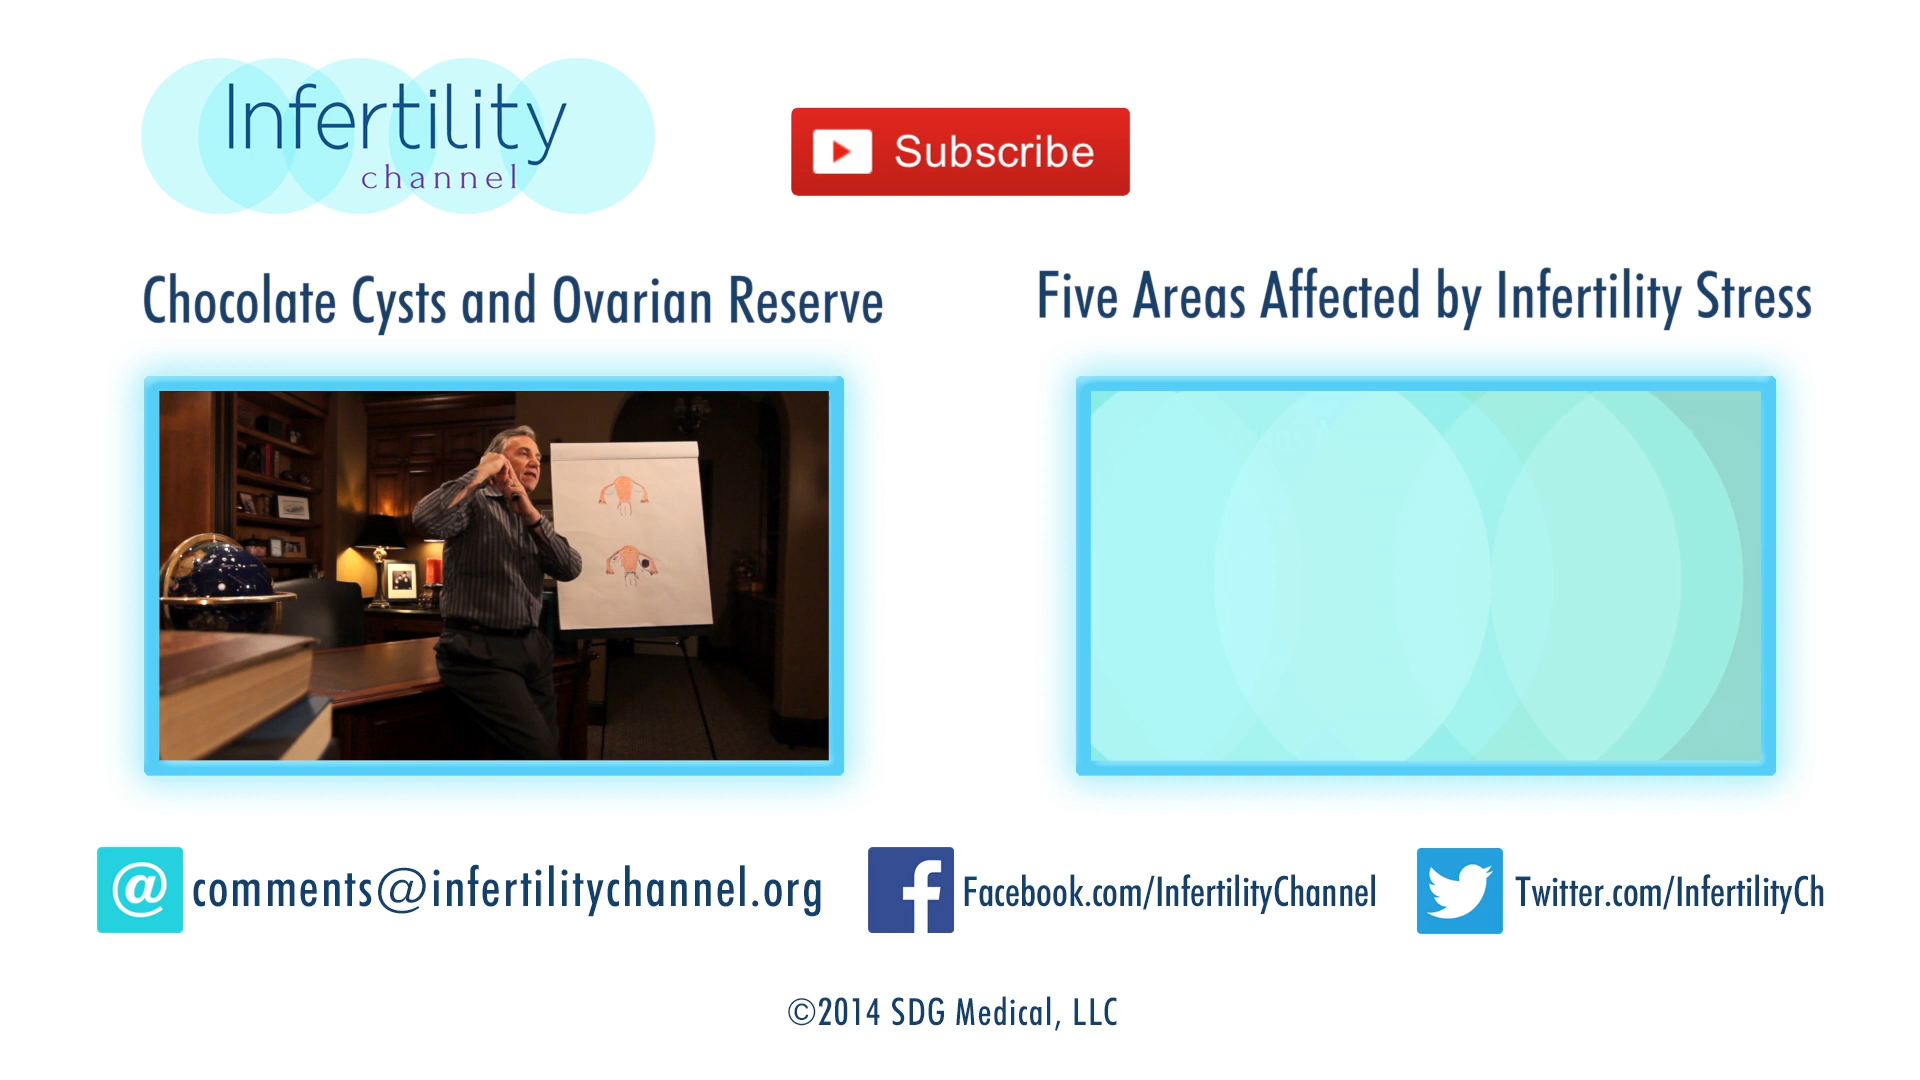 Infertility
channel
Subscribe
Chocolate Cysts and Ovarian Reserve
Five Areas Affected by Infertility Stress
@ comments@infertilitychannel.org
f Facebook.com/InfertilityChannel
Twitter.com/InfertilityCh
©2014 SDG Medical, LLC